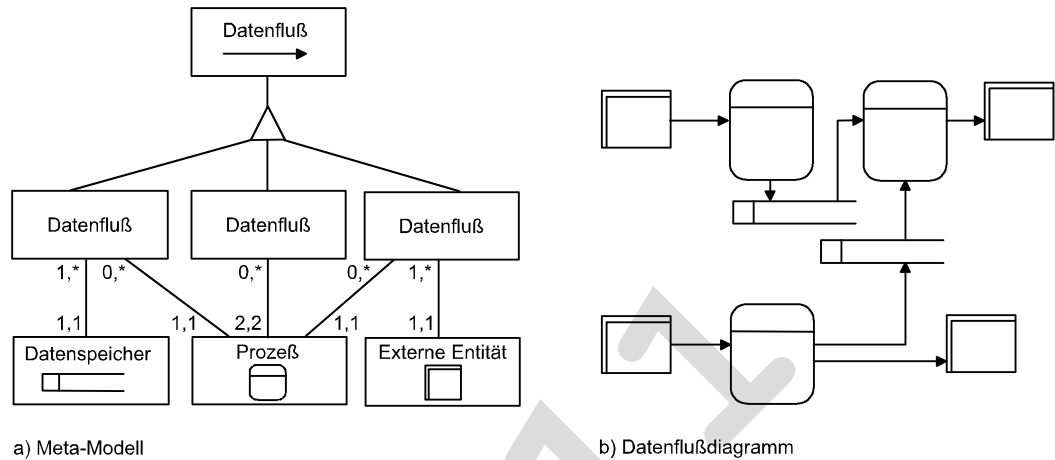 Datenfluß
Datenfluß Datenfluß Datenfluß
1,* 0,* 0,* 0,* 1,*
1,1 1,1 2,2 1,1 1,1
Datenspeicher Prozeß Externe Entität
a) Meta-Modell b) Datenflußdiagramm